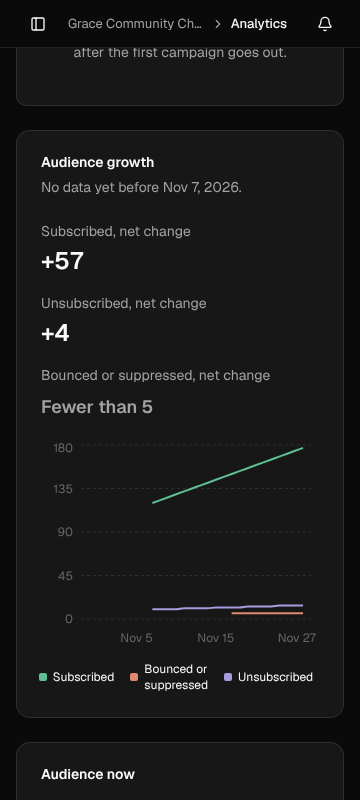 Grace Community Ch... > Analytics
after the first campaign goes out.
Audience growth
No data yet before Nov 7, 2026.
Subscribed, net change
+57
Unsubscribed, net change
+4
Bounced or suppressed, net change
Fewer than 5
180
135
90
45
0
Nov 5 Nov 15 Nov 27
Subscribed Bounced or suppressed Unsubscribed
Audience now